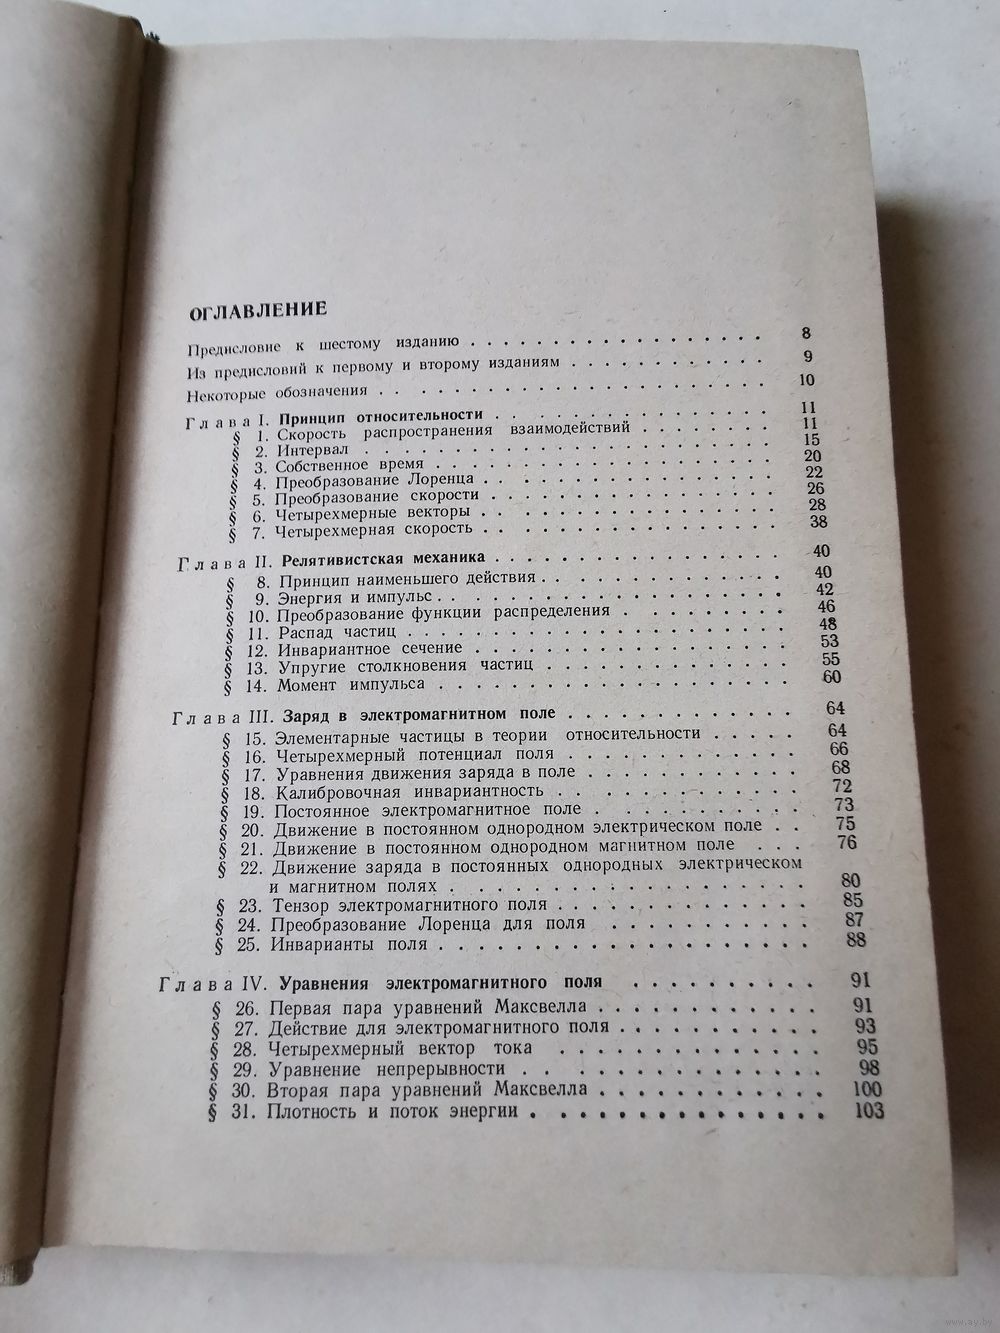 ОГЛАВЛЕНИЕ
Предисловие к шестому изданию . . . . . . . . . . . . . . . . . . . 8
Из предисловий к первому и второму изданиям . . . . . . . . . . . . 9
Некоторые обозначения . . . . . . . . . . . . . . . . . . . . . . 10
Глава I. Принцип относительности . . . . . . . . . . . . . . . . . 11
§ 1. Скорость распространения взаимодействий . . . . . . . . 11
§ 2. Интервал . . . . . . . . . . . . . . . . . . . . . . . 15
§ 3. Собственное время . . . . . . . . . . . . . . . . . . . 20
§ 4. Преобразование Лоренца . . . . . . . . . . . . . . . . 22
§ 5. Преобразование скорости . . . . . . . . . . . . . . . . 26
§ 6. Четырехмерные векторы . . . . . . . . . . . . . . . . . 28
§ 7. Четырехмерная скорость . . . . . . . . . . . . . . . . 38
Глава II. Релятивистская механика . . . . . . . . . . . . . . . . 40
§ 8. Принцип наименьшего действия . . . . . . . . . . . . . 40
§ 9. Энергия и импульс . . . . . . . . . . . . . . . . . . . 42
§ 10. Преобразование функции распределения . . . . . . . . . 46
§ 11. Распад частиц . . . . . . . . . . . . . . . . . . . . 48
§ 12. Инвариантное сечение . . . . . . . . . . . . . . . . . 53
§ 13. Упругие столкновения частиц . . . . . . . . . . . . . 55
§ 14. Момент импульса . . . . . . . . . . . . . . . . . . . 60
Глава III. Заряд в электромагнитном поле . . . . . . . . . . . . . 64
§ 15. Элементарные частицы в теории относительности . . . . . 64
§ 16. Четырехмерный потенциал поля . . . . . . . . . . . . . 66
§ 17. Уравнения движения заряда в поле . . . . . . . . . . . 68
§ 18. Калибровочная инвариантность . . . . . . . . . . . . . 72
§ 19. Постоянное электромагнитное поле . . . . . . . . . . . 73
§ 20. Движение в постоянном однородном электрическом поле . . 75
§ 21. Движение в постоянном однородном магнитном поле . . . 76
§ 22. Движение заряда в постоянных однородных электрическом
и магнитном полях . . . . . . . . . . . . . . . . . . 80
§ 23. Тензор электромагнитного поля . . . . . . . . . . . . . 85
§ 24. Преобразование Лоренца для поля . . . . . . . . . . . 87
§ 25. Инварианты поля . . . . . . . . . . . . . . . . . . . 88
Глава IV. Уравнения электромагнитного поля . . . . . . . . . . 91
§ 26. Первая пара уравнений Максвелла . . . . . . . . . . . . 91
§ 27. Действие для электромагнитного поля . . . . . . . . . . 93
§ 28. Четырехмерный вектор тока . . . . . . . . . . . . . . 95
§ 29. Уравнение непрерывности . . . . . . . . . . . . . . . 98
§ 30. Вторая пара уравнений Максвелла . . . . . . . . . . . . 100
§ 31. Плотность и поток энергии . . . . . . . . . . . . . . 103
www.ay.by